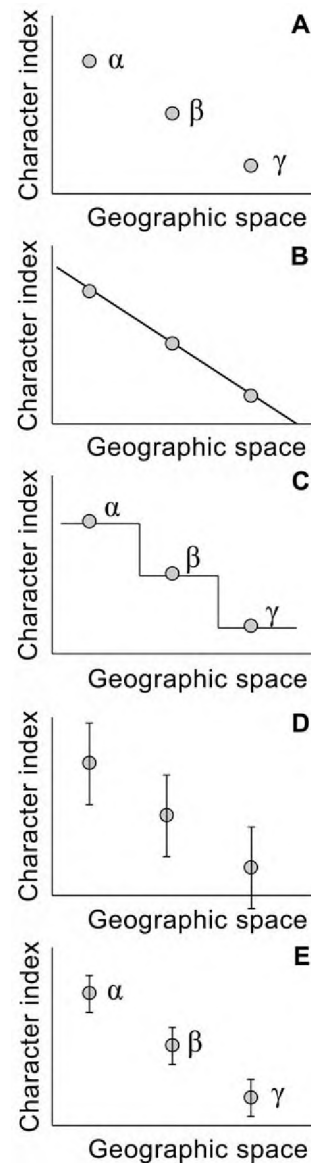 A
Character index
α
β
γ
Geographic space
B
Character index
Geographic space
C
Character index
α
β
γ
Geographic space
D
Character index
Geographic space
E
Character index
α
β
γ
Geographic space